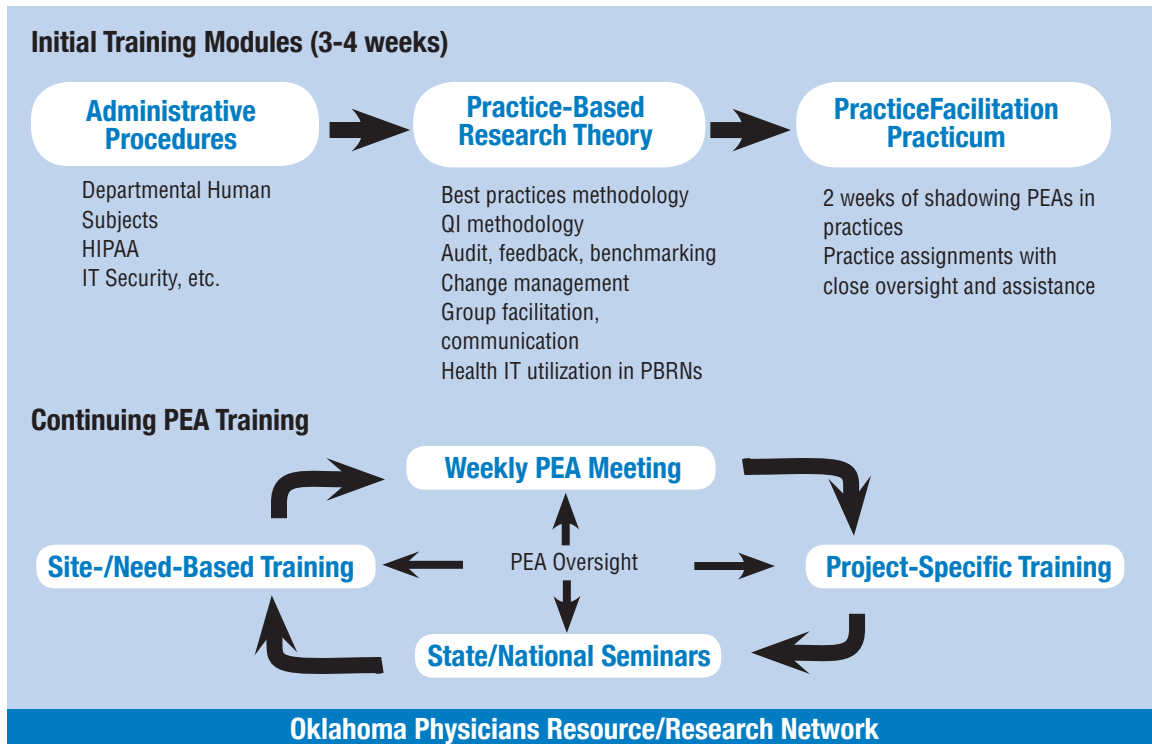 Initial Training Modules (3-4 weeks)
Administrative
Procedures
Departmental Human
Subjects
HIPAA
IT Security, etc.
Practice-Based
Research Theory
Best practices methodology
QI methodology
Audit, feedback, benchmarking
Change management
Group facilitation,
communication
Health IT utilization in PBRNs
PracticeFacilitation
Practicum
2 weeks of shadowing PEAs in
practices
Practice assignments with
close oversight and assistance
Continuing PEA Training
Weekly PEA Meeting
Site-/Need-Based Training
PEA Oversight
Project-Specific Training
State/National Seminars
Oklahoma Physicians Resource/Research Network